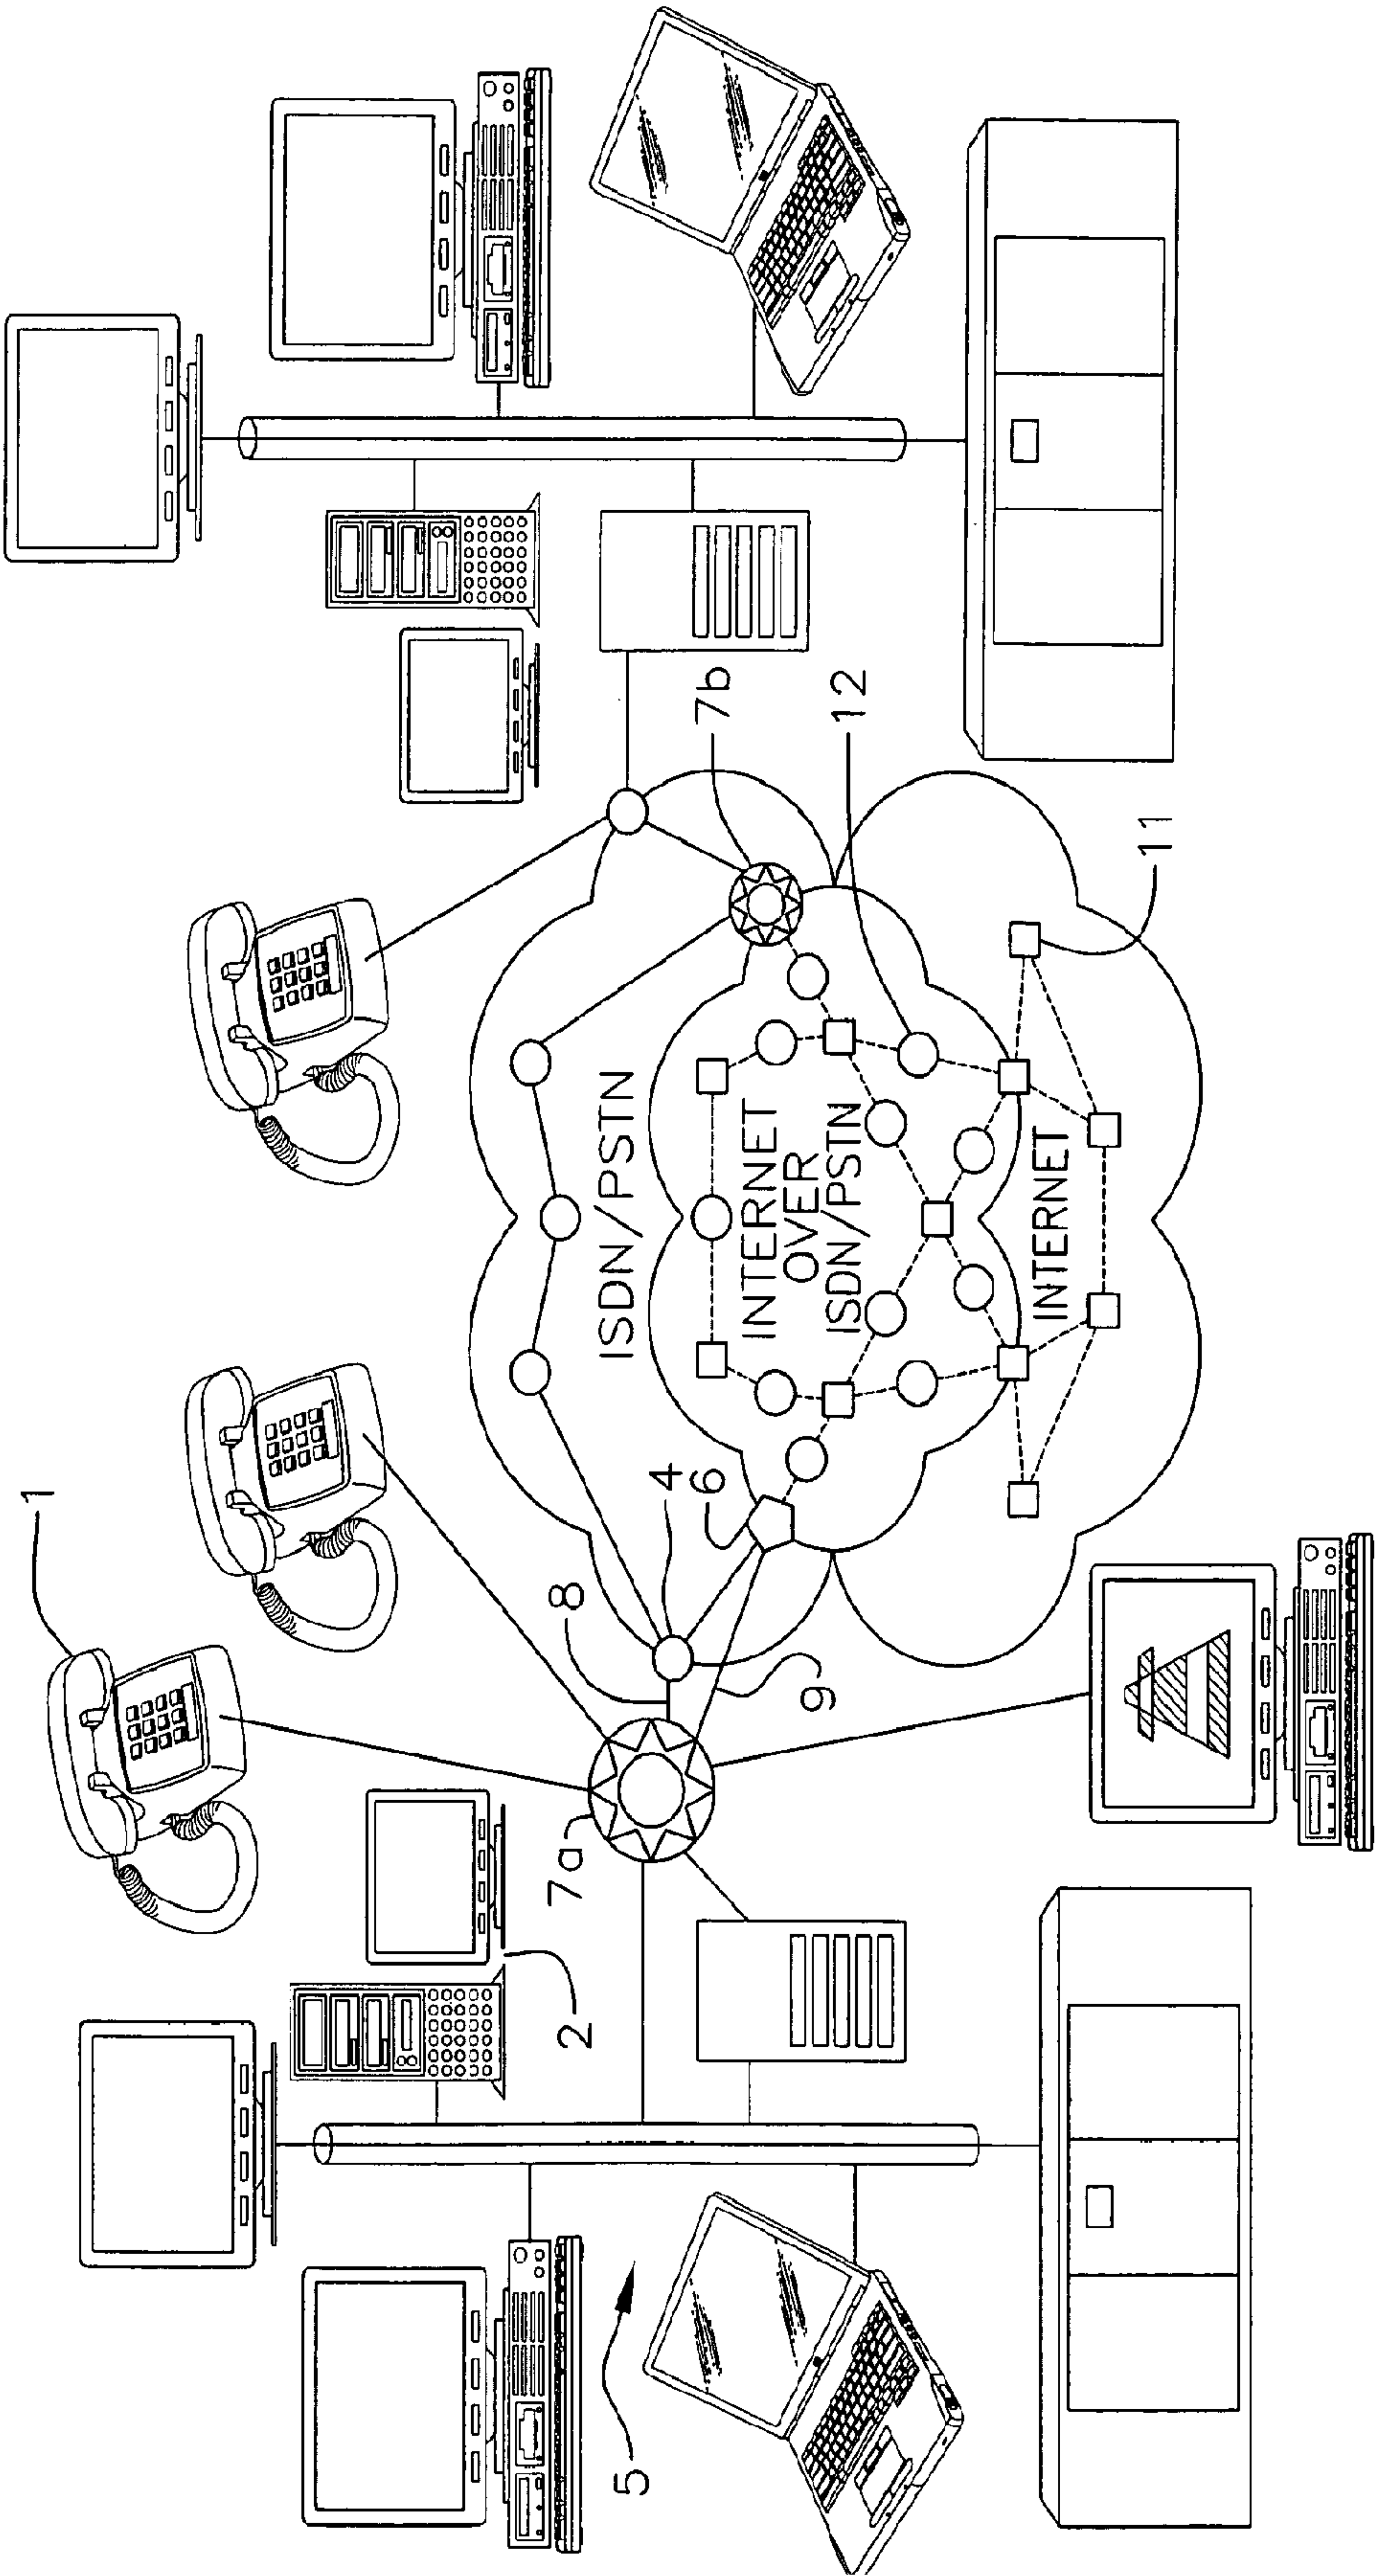 1
2
7a
8
4
6
9
5
ISDN/PSTN
INTERNET
OVER
ISDN/PSTN
INTERNET
7b
12
11